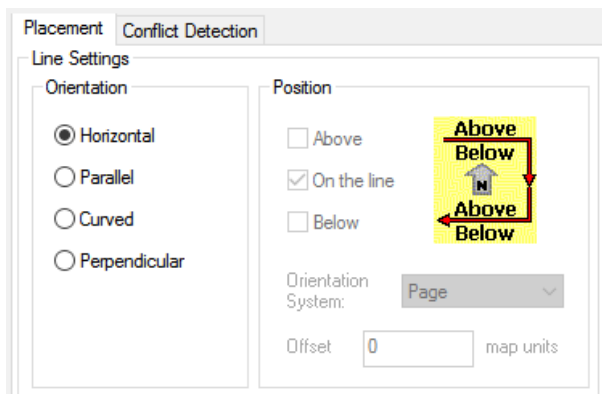 Placement
Conflict Detection
Line Settings
Orientation
Horizontal
Parallel
Curved
Perpendicular
Position
Above
On the line
Below
Above
Below
N
Above
Below
Orientation
System:
Page
Offset
0
map units